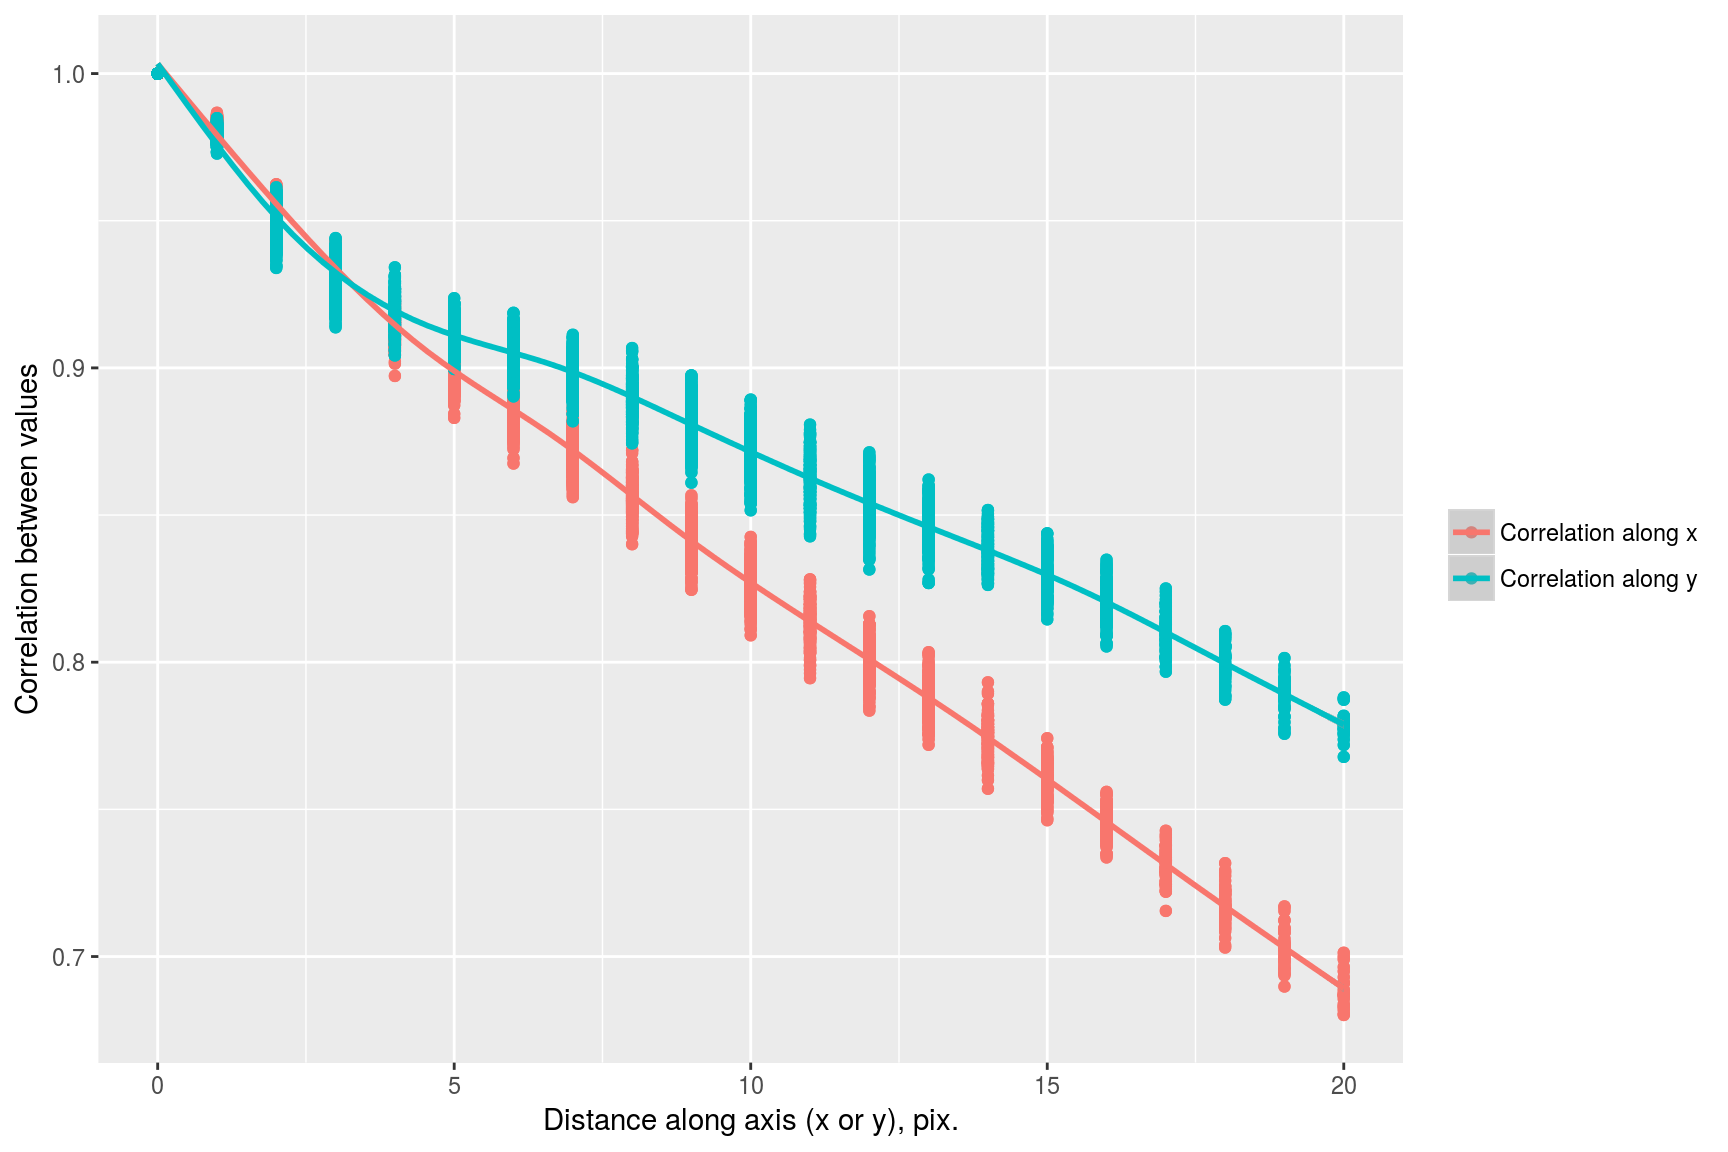 Correlation between values
1.0
0.9
0.8
0.7
0 5 10 15 20
Distance along axis (x or y), pix.
Correlation along x
Correlation along y